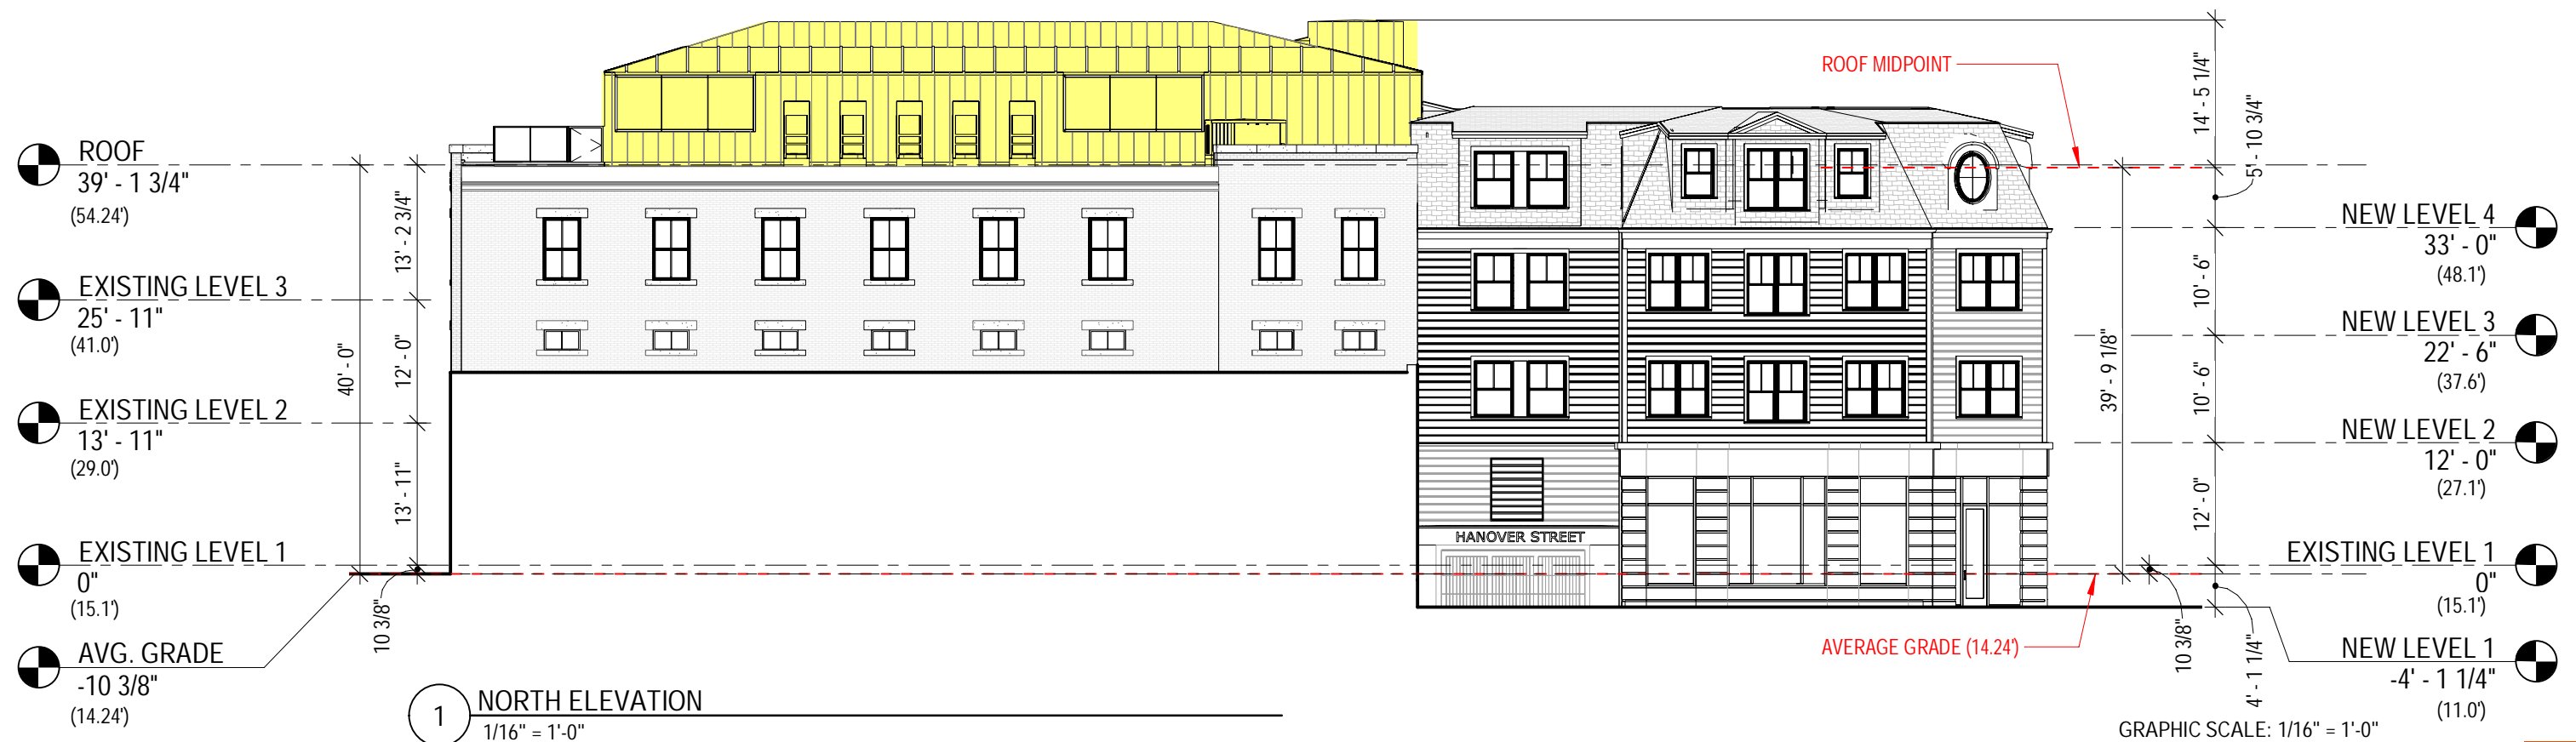 ROOF
39' - 1 3/4"
(54.24')
EXISTING LEVEL 3
25' - 11"
(41.0')
EXISTING LEVEL 2
13' - 11"
(29.0')
EXISTING LEVEL 1
0"
(15.1')
AVG. GRADE
-10 3/8"
(14.24')
40' - 0"
13' - 2 3/4"
12' - 0"
13' - 11"
10 3/8"
1
NORTH ELEVATION
1/16" = 1'-0"
HANOVER STREET
ROOF MIDPOINT
AVERAGE GRADE (14.24')
39' - 9 1/8"
10 3/8"
14' - 5 1/4"
5' - 10 3/4"
10' - 6"
10' - 6"
12' - 0"
4' - 1 1/4"
NEW LEVEL 4
33' - 0"
(48.1')
NEW LEVEL 3
22' - 6"
(37.6')
NEW LEVEL 2
12' - 0"
(27.1')
EXISTING LEVEL 1
0"
(15.1')
NEW LEVEL 1
-4' - 1 1/4"
(11.0')
GRAPHIC SCALE: 1/16" = 1'-0"